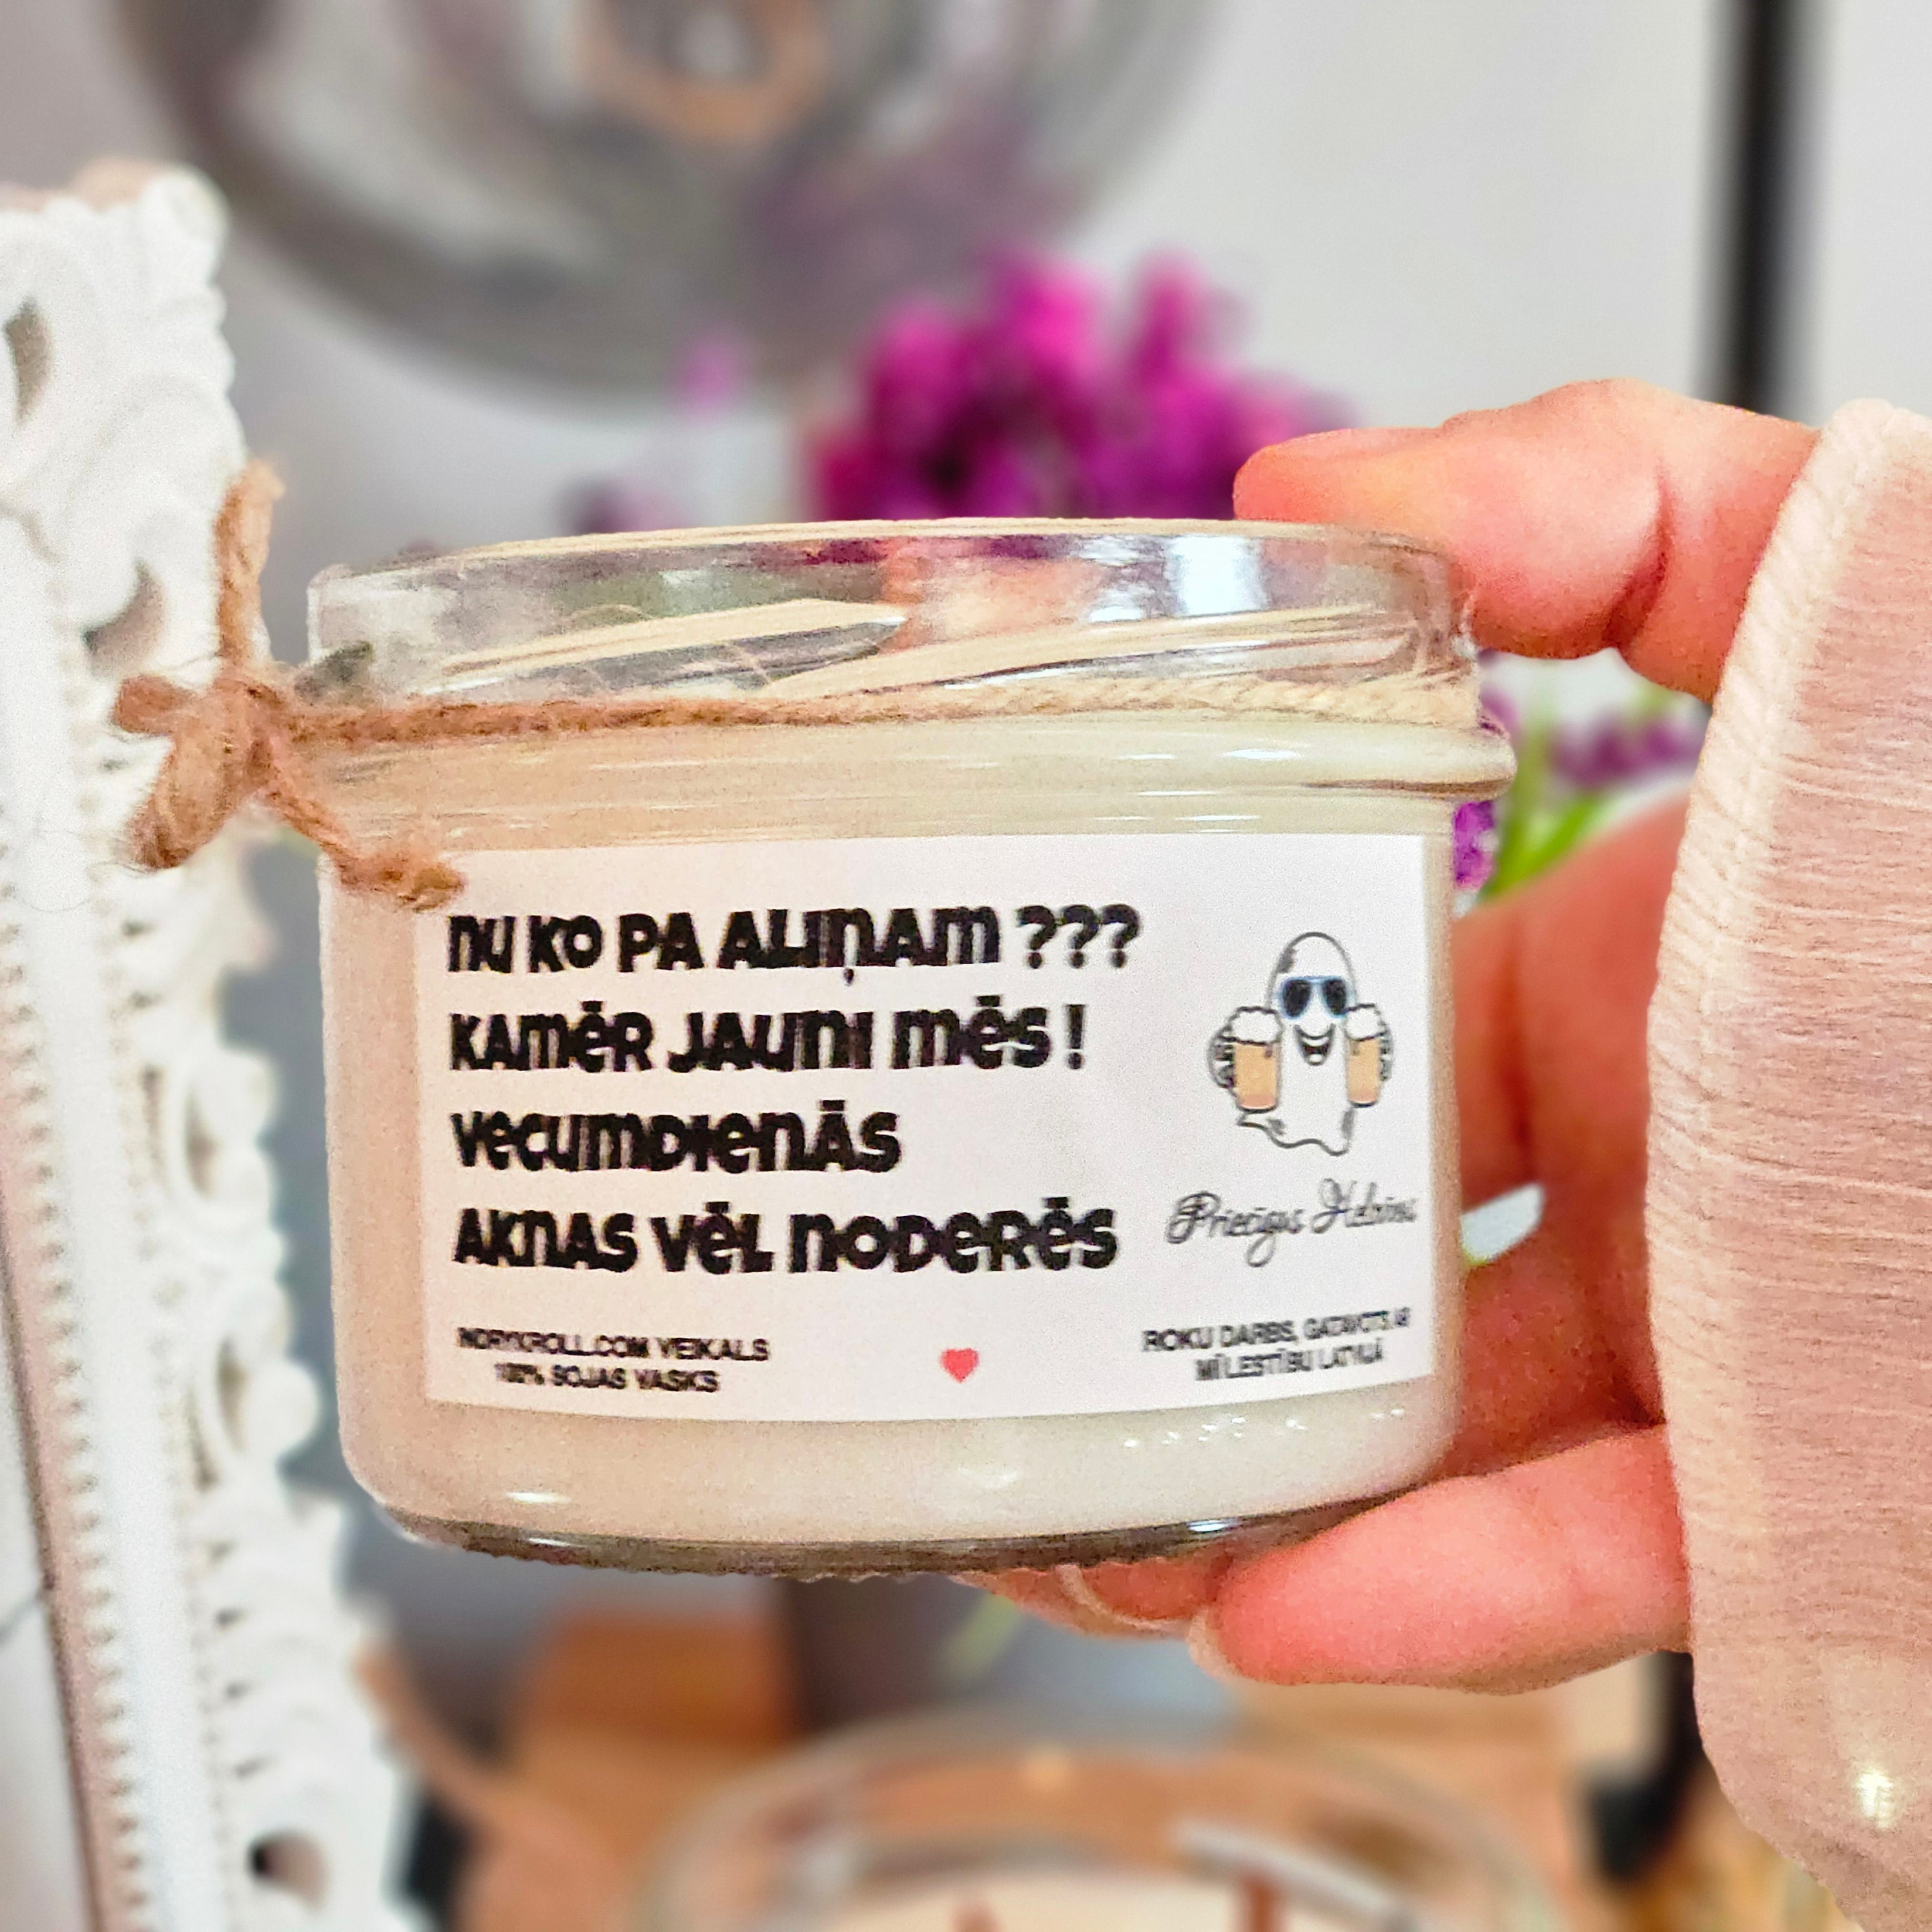 NU KO PA ALIŅAM ???
KAMĒR JAUNI MĒS !
VECUMDIENĀS
AKNAS VĒL NODERĒS
Priecīgus Helovīnus
NORYKROLL.COM VEIKALS
100% SOJAS VASKS
ROKU DARBS, GATAVOTS AR
MĪLESTĪBU LATVIJĀ